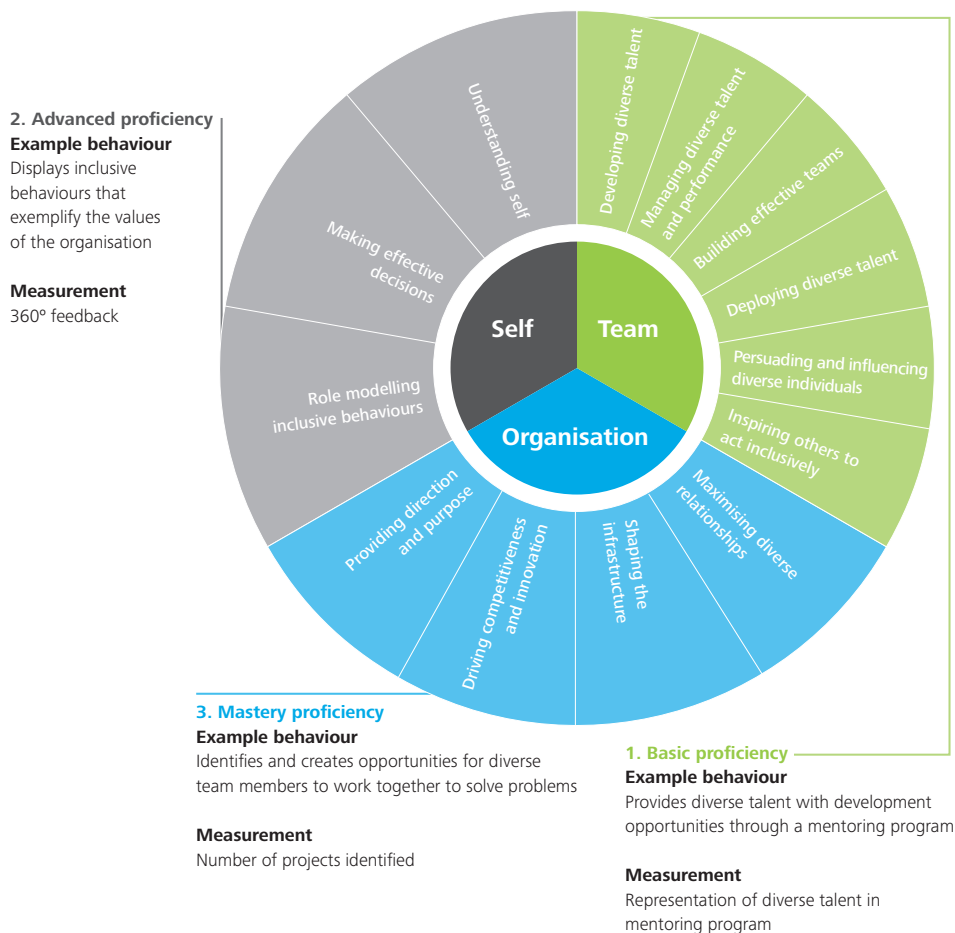 2. Advanced proficiency
Example behaviour
Displays inclusive
behaviours that
exemplify the values
of the organisation
Measurement
360º feedback
Understanding self
Making effective
decisions
Role modelling
inclusive behaviours
Developing diverse talent
Managing diverse talent
and performance
Builiding effective teams
Deploying diverse talent
Persuading and influencing
diverse individuals
Inspiring others to
act inclusively
Self
Team
Organisation
Maximising diverse
relationships
Shaping the
infrastructure
Driving competitiveness
and innovation
Providing direction
and purpose
3. Mastery proficiency
Example behaviour
Identifies and creates opportunities for diverse
team members to work together to solve problems
Measurement
Number of projects identified
1. Basic proficiency
Example behaviour
Provides diverse talent with development
opportunities through a mentoring program
Measurement
Representation of diverse talent in
mentoring program